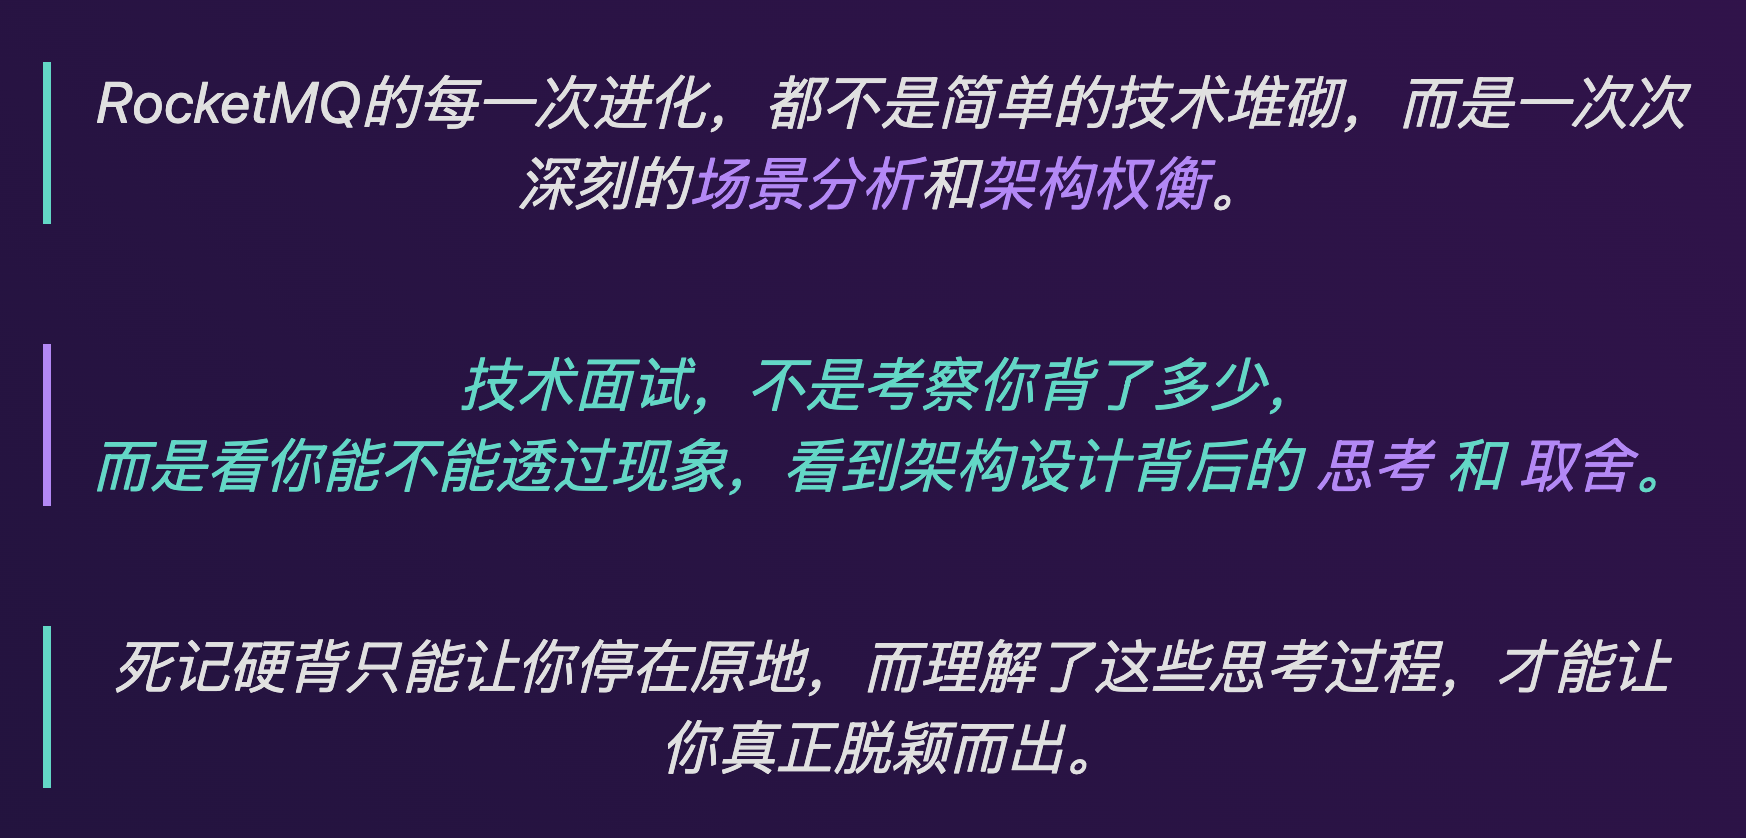 RocketMQ的每一次进化，都不是简单的技术堆砌，而是一次次
深刻的场景分析和架构权衡。
技术面试，不是考察你背了多少，
而是看你能不能透过现象，看到架构设计背后的 思考 和 取舍。
死记硬背只能让你停在原地，而理解了这些思考过程，才能让
你真正脱颖而出。